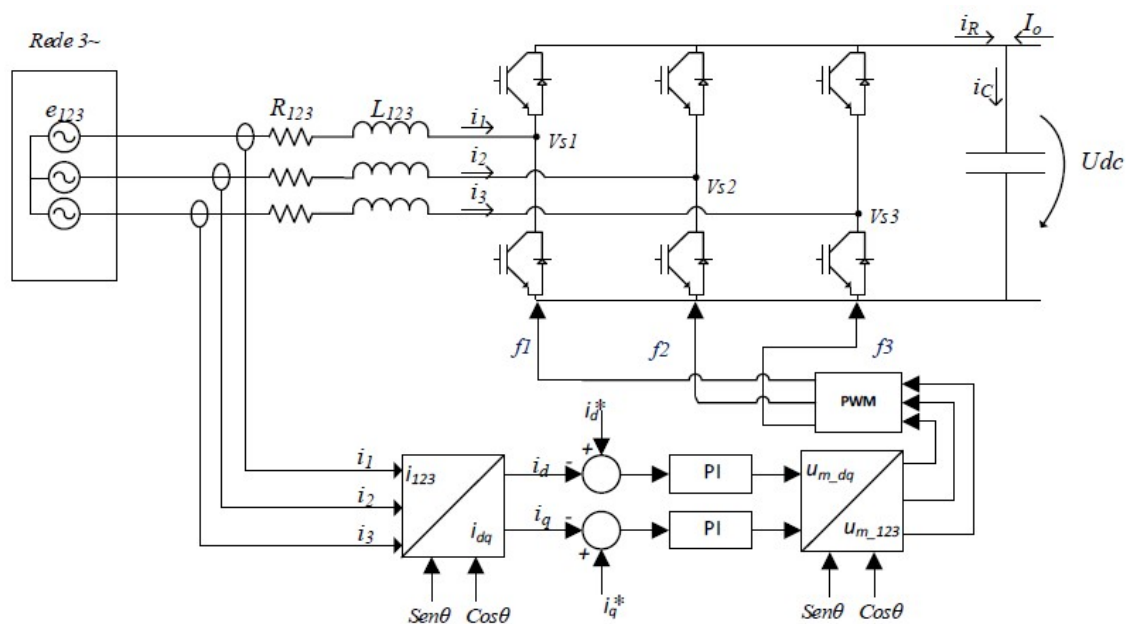 Rede 3~
e123
R123
L123
i1
i2
i3
Vs1
Vs2
Vs3
iR
Io
iC
Udc
f1
f2
f3
PWM
id*
+
-
i1
i2
i3
i123
idq
id
iq
-
+
iq*
PI
PI
um_dq
um_123
Senθ
Cosθ
Senθ
Cosθ